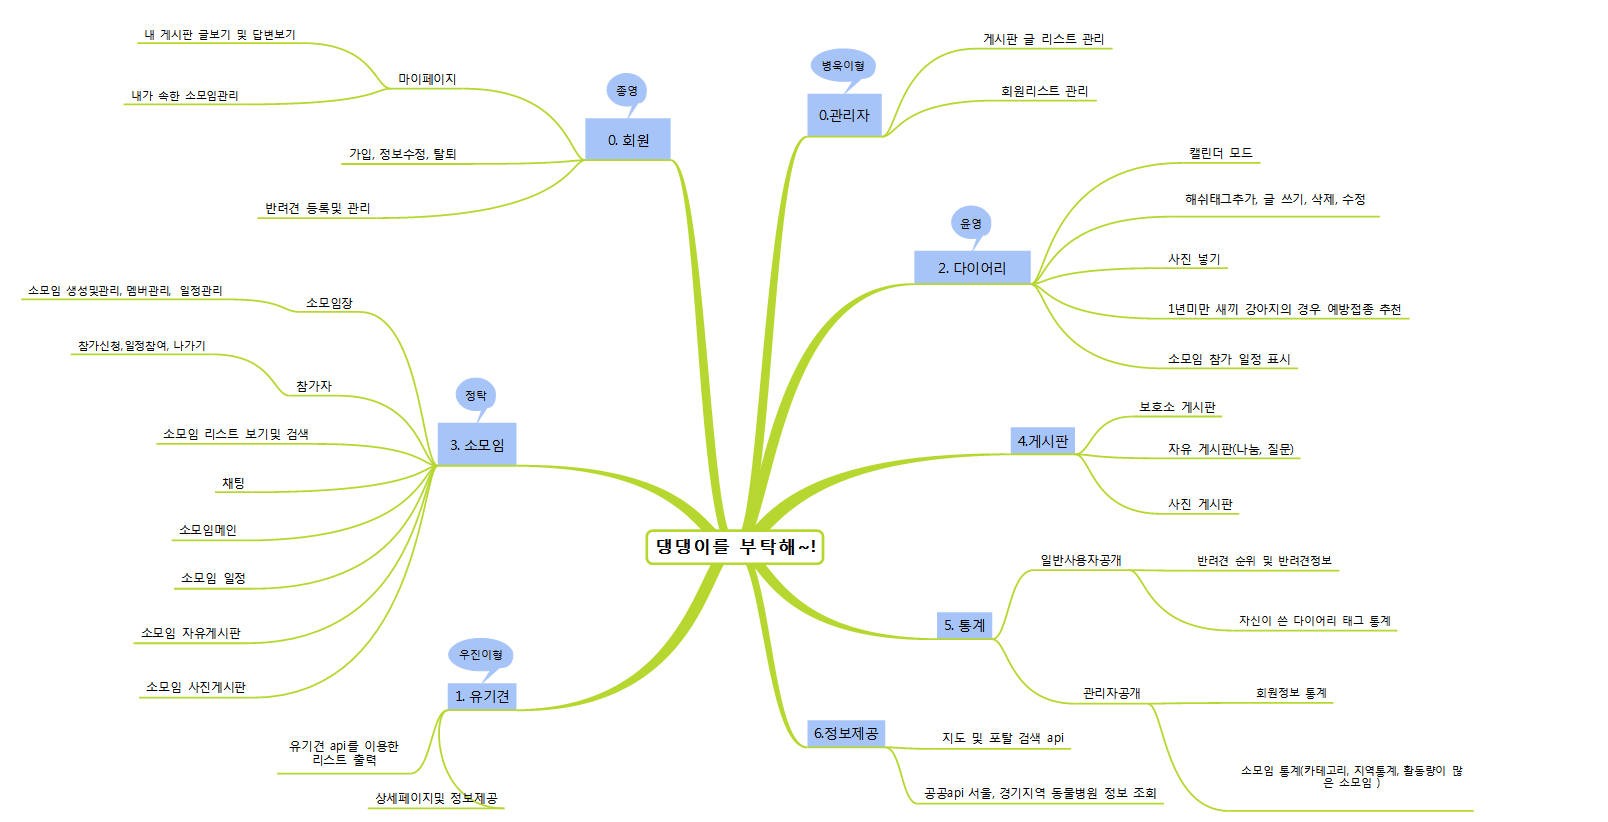 댕댕이를 부탁해~!
종영
0. 회원
마이페이지
내 게시판 글보기 및 답변보기
내가 속한 소모임관리
가입, 정보수정, 탈퇴
반려견 등록및 관리
병욱이형
0.관리자
게시판 글 리스트 관리
회원리스트 관리
윤영
2. 다이어리
캘린더 모드
해쉬태그추가, 글 쓰기, 삭제, 수정
사진 넣기
1년미만 새끼 강아지의 경우 예방접종 추천
소모임 참가 일정 표시
정탁
3. 소모임
소모임장
소모임 생성및관리, 멤버관리, 일정관리
참가자
참가신청,일정참여, 나가기
소모임 리스트 보기및 검색
채팅
소모임메인
소모임 일정
소모임 자유게시판
소모임 사진게시판
4.게시판
보호소 게시판
자유 게시판(나눔, 질문)
사진 게시판
우진이형
1. 유기견
유기견 api를 이용한
리스트 출력
상세페이지및 정보제공
5. 통계
일반사용자공개
반려견 순위 및 반려견정보
자신이 쓴 다이어리 태그 통계
관리자공개
회원정보 통계
소모임 통계(카테고리, 지역통계, 활동량이 많
은 소모임 )
6.정보제공
지도 및 포탈 검색 api
공공api 서울, 경기지역 동물병원 정보 조회